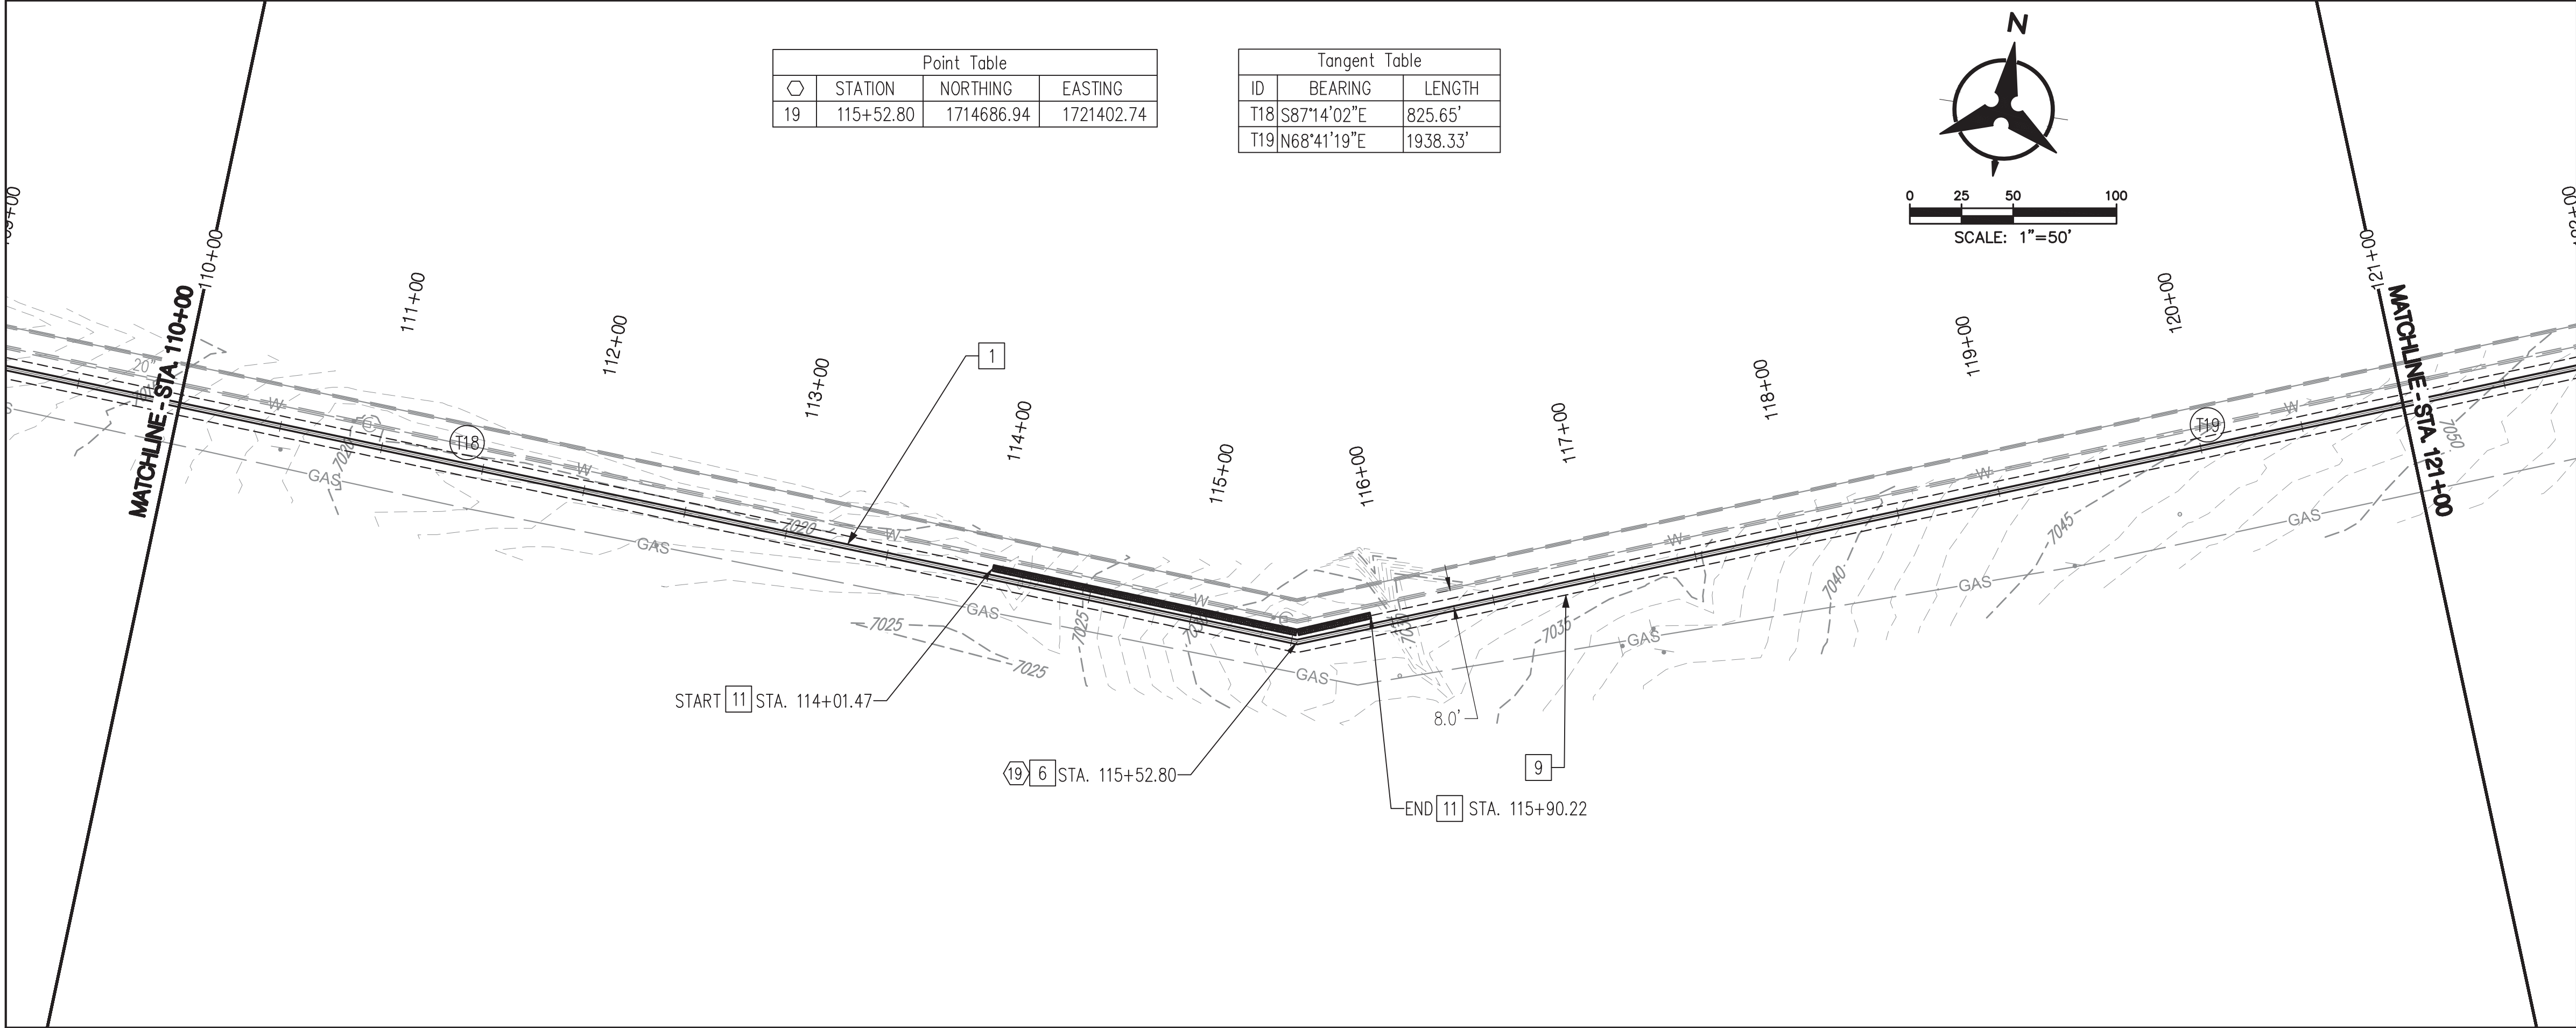 N
Point Table
⬡ STATION NORTHING EASTING
19 115+52.80 1714686.94 1721402.74
Tangent Table
ID BEARING LENGTH
T18 S87°14'02"E 825.65'
T19 N68°41'19"E 1938.33'
0 25 50 100
SCALE: 1"=50'
110+00
111+00
112+00
113+00
114+00
115+00
116+00
117+00
118+00
119+00
120+00
121+00
MATCHLINE - STA. 110+00
MATCHLINE - STA. 121+00
1
20"
W
G
T18
7020
GAS
W
7020
GAS
W
W
G
W
W
T19
W
7050
GAS
7045
GAS
7040
GAS
7035
7025
7025
7025
GAS
GAS
START 11 STA. 114+01.47
8.0'
19 6 STA. 115+52.80
9
END 11 STA. 115+90.22